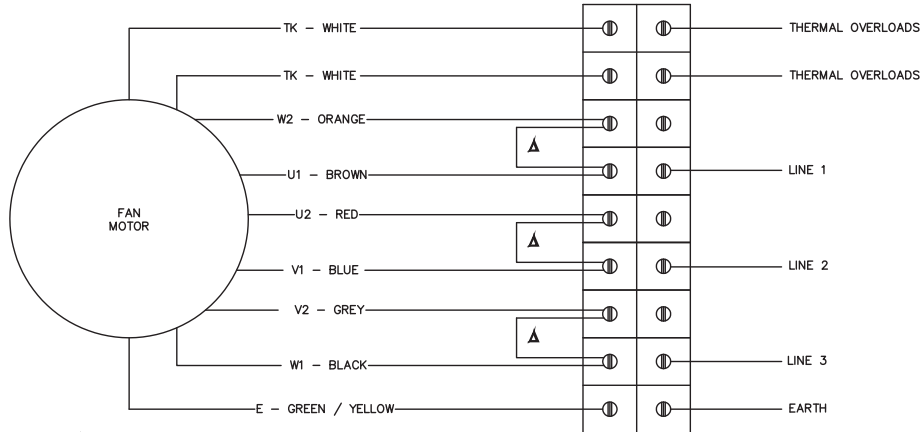 TK - WHITE
THERMAL OVERLOADS
TK - WHITE
THERMAL OVERLOADS
W2 - ORANGE
Δ
U1 - BROWN
LINE 1
U2 - RED
FAN
MOTOR
Δ
V1 - BLUE
LINE 2
V2 - GREY
Δ
W1 - BLACK
LINE 3
E - GREEN / YELLOW
EARTH